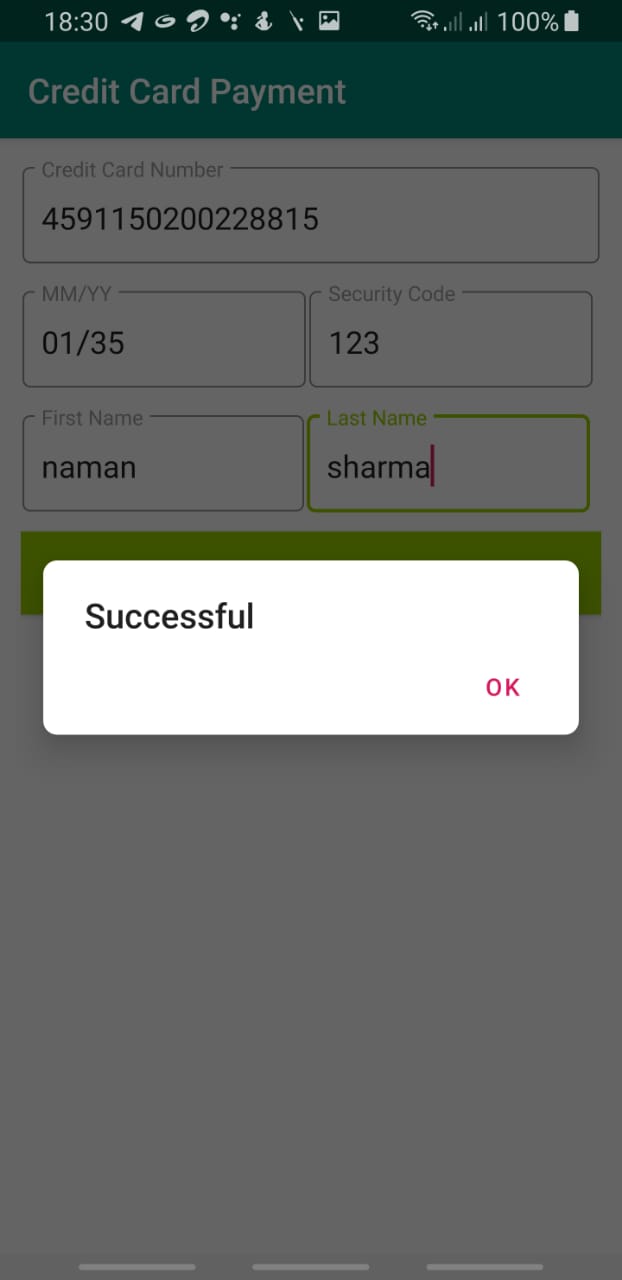 18:30 100%
Credit Card Payment
Credit Card Number
4591150200228815
MM/YY Security Code
01/35 123
First Name Last Name
naman sharma
Successful
OK